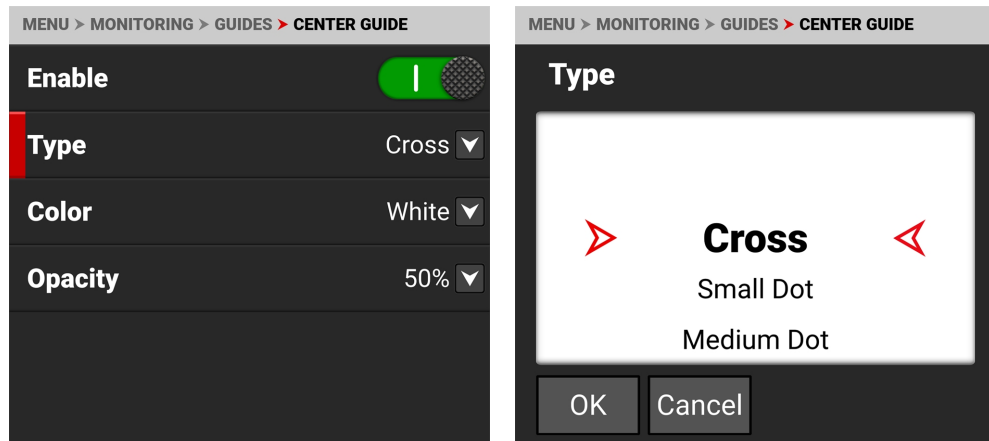 MENU > MONITORING > GUIDES > CENTER GUIDE
Enable
Type Cross
Color White
Opacity 50%
MENU > MONITORING > GUIDES > CENTER GUIDE
Type
Cross
Small Dot
Medium Dot
OK Cancel